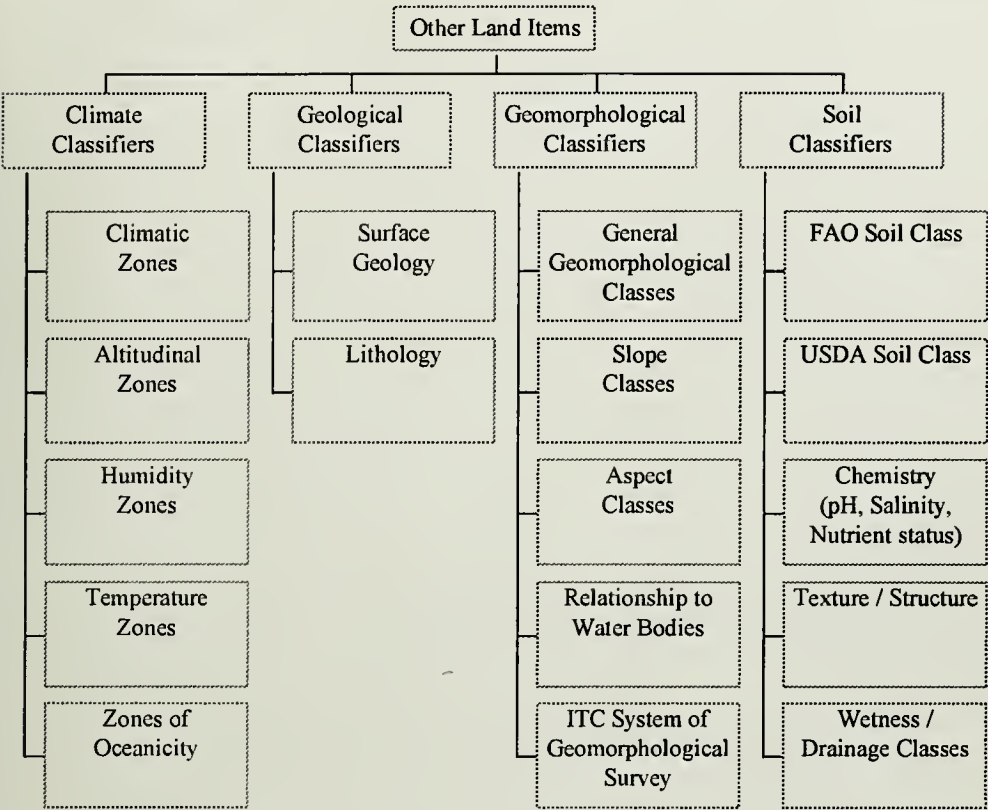 Other Land Items
Climate
Classifiers
Geological
Classifiers
Geomorphological
Classifiers
Soil
Classifiers
Climatic
Zones
Surface
Geology
General
Geomorphological
Classes
FAO Soil Class
Altitudinal
Zones
Lithology
Slope
Classes
USDA Soil Class
Humidity
Zones
Aspect
Classes
Chemistry
(pH, Salinity,
Nutrient status)
Temperature
Zones
Relationship to
Water Bodies
Texture / Structure
Zones of
Oceanicity
ITC System of
Geomorphological
Survey
Wetness /
Drainage Classes